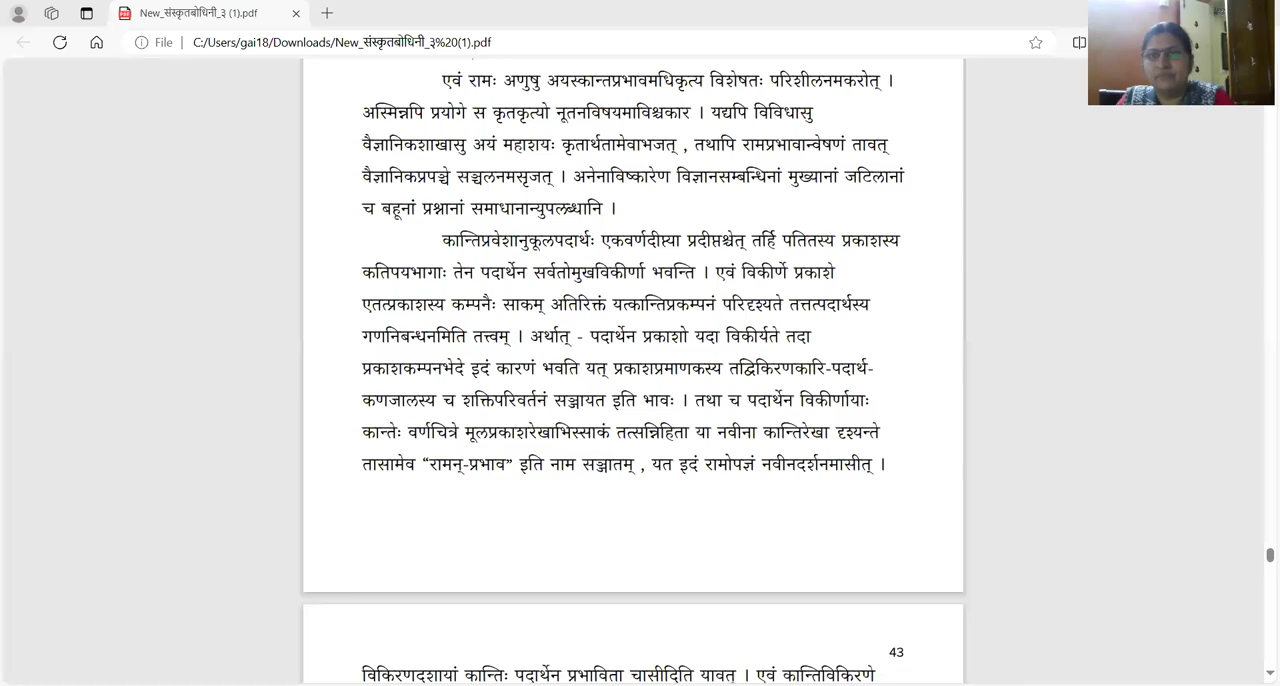 New_संस्कृतबोधिनी_३ (1).pdf
File | C:/Users/gai18/Downloads/New_संस्कृतबोधिनी_३%20(1).pdf
एवं रामः अणुषु अयस्कान्तप्रभावमधिकृत्य विशेषतः परिशीलनमकरोत् ।
अस्मिन्नपि प्रयोगे स कृतकृत्यो नूतनविषयमाविश्चकार । यद्यपि विविधासु
वैज्ञानिकशाखासु अयं महाशयः कृतार्थतामेवाभजत् , तथापि रामप्रभावान्वेषणं तावत्
वैज्ञानिकप्रपञ्चे सञ्चलनमसृजत् । अनेनाविष्कारेण विज्ञानसम्बन्धिनां मुख्यानां जटिलानां
च बहूनां प्रश्नानां समाधानान्युपलब्धानि ।
कान्तिप्रवेशानुकूलपदार्थः एकवर्णदीप्त्या प्रदीप्तश्चेत् तर्हि पतितस्य प्रकाशस्य
कतिपयभागाः तेन पदार्थेन सर्वतोमुखविकीर्णा भवन्ति । एवं विकीर्णे प्रकाशे
एतत्प्रकाशस्य कम्पनैः साकम् अतिरिक्तं यत्कान्तिप्रकम्पनं परिदृश्यते तत्तत्पदार्थस्य
गणनिबन्धनमिति तत्त्वम् । अर्थात् - पदार्थेन प्रकाशो यदा विकीर्यते तदा
प्रकाशकम्पनभेदे इदं कारणं भवति यत् प्रकाशप्रमाणकस्य तद्विकिरणकारि-पदार्थ-
कणजालस्य च शक्तिपरिवर्तनं सञ्जायत इति भावः । तथा च पदार्थेन विकीर्णायाः
कान्तेः वर्णचित्रे मूलप्रकाशरेखाभिस्साकं तत्सन्निहिता या नवीना कान्तिरेखा दृश्यन्ते
तासामेव “रामन्-प्रभाव” इति नाम सञ्जातम् , यत इदं रामोपज्ञं नवीनदर्शनमासीत् ।
43
विकिरणदशायां कान्तिः पदार्थेन प्रभाविता चासीदिति यावत् । एवं कान्तिविकिरणे